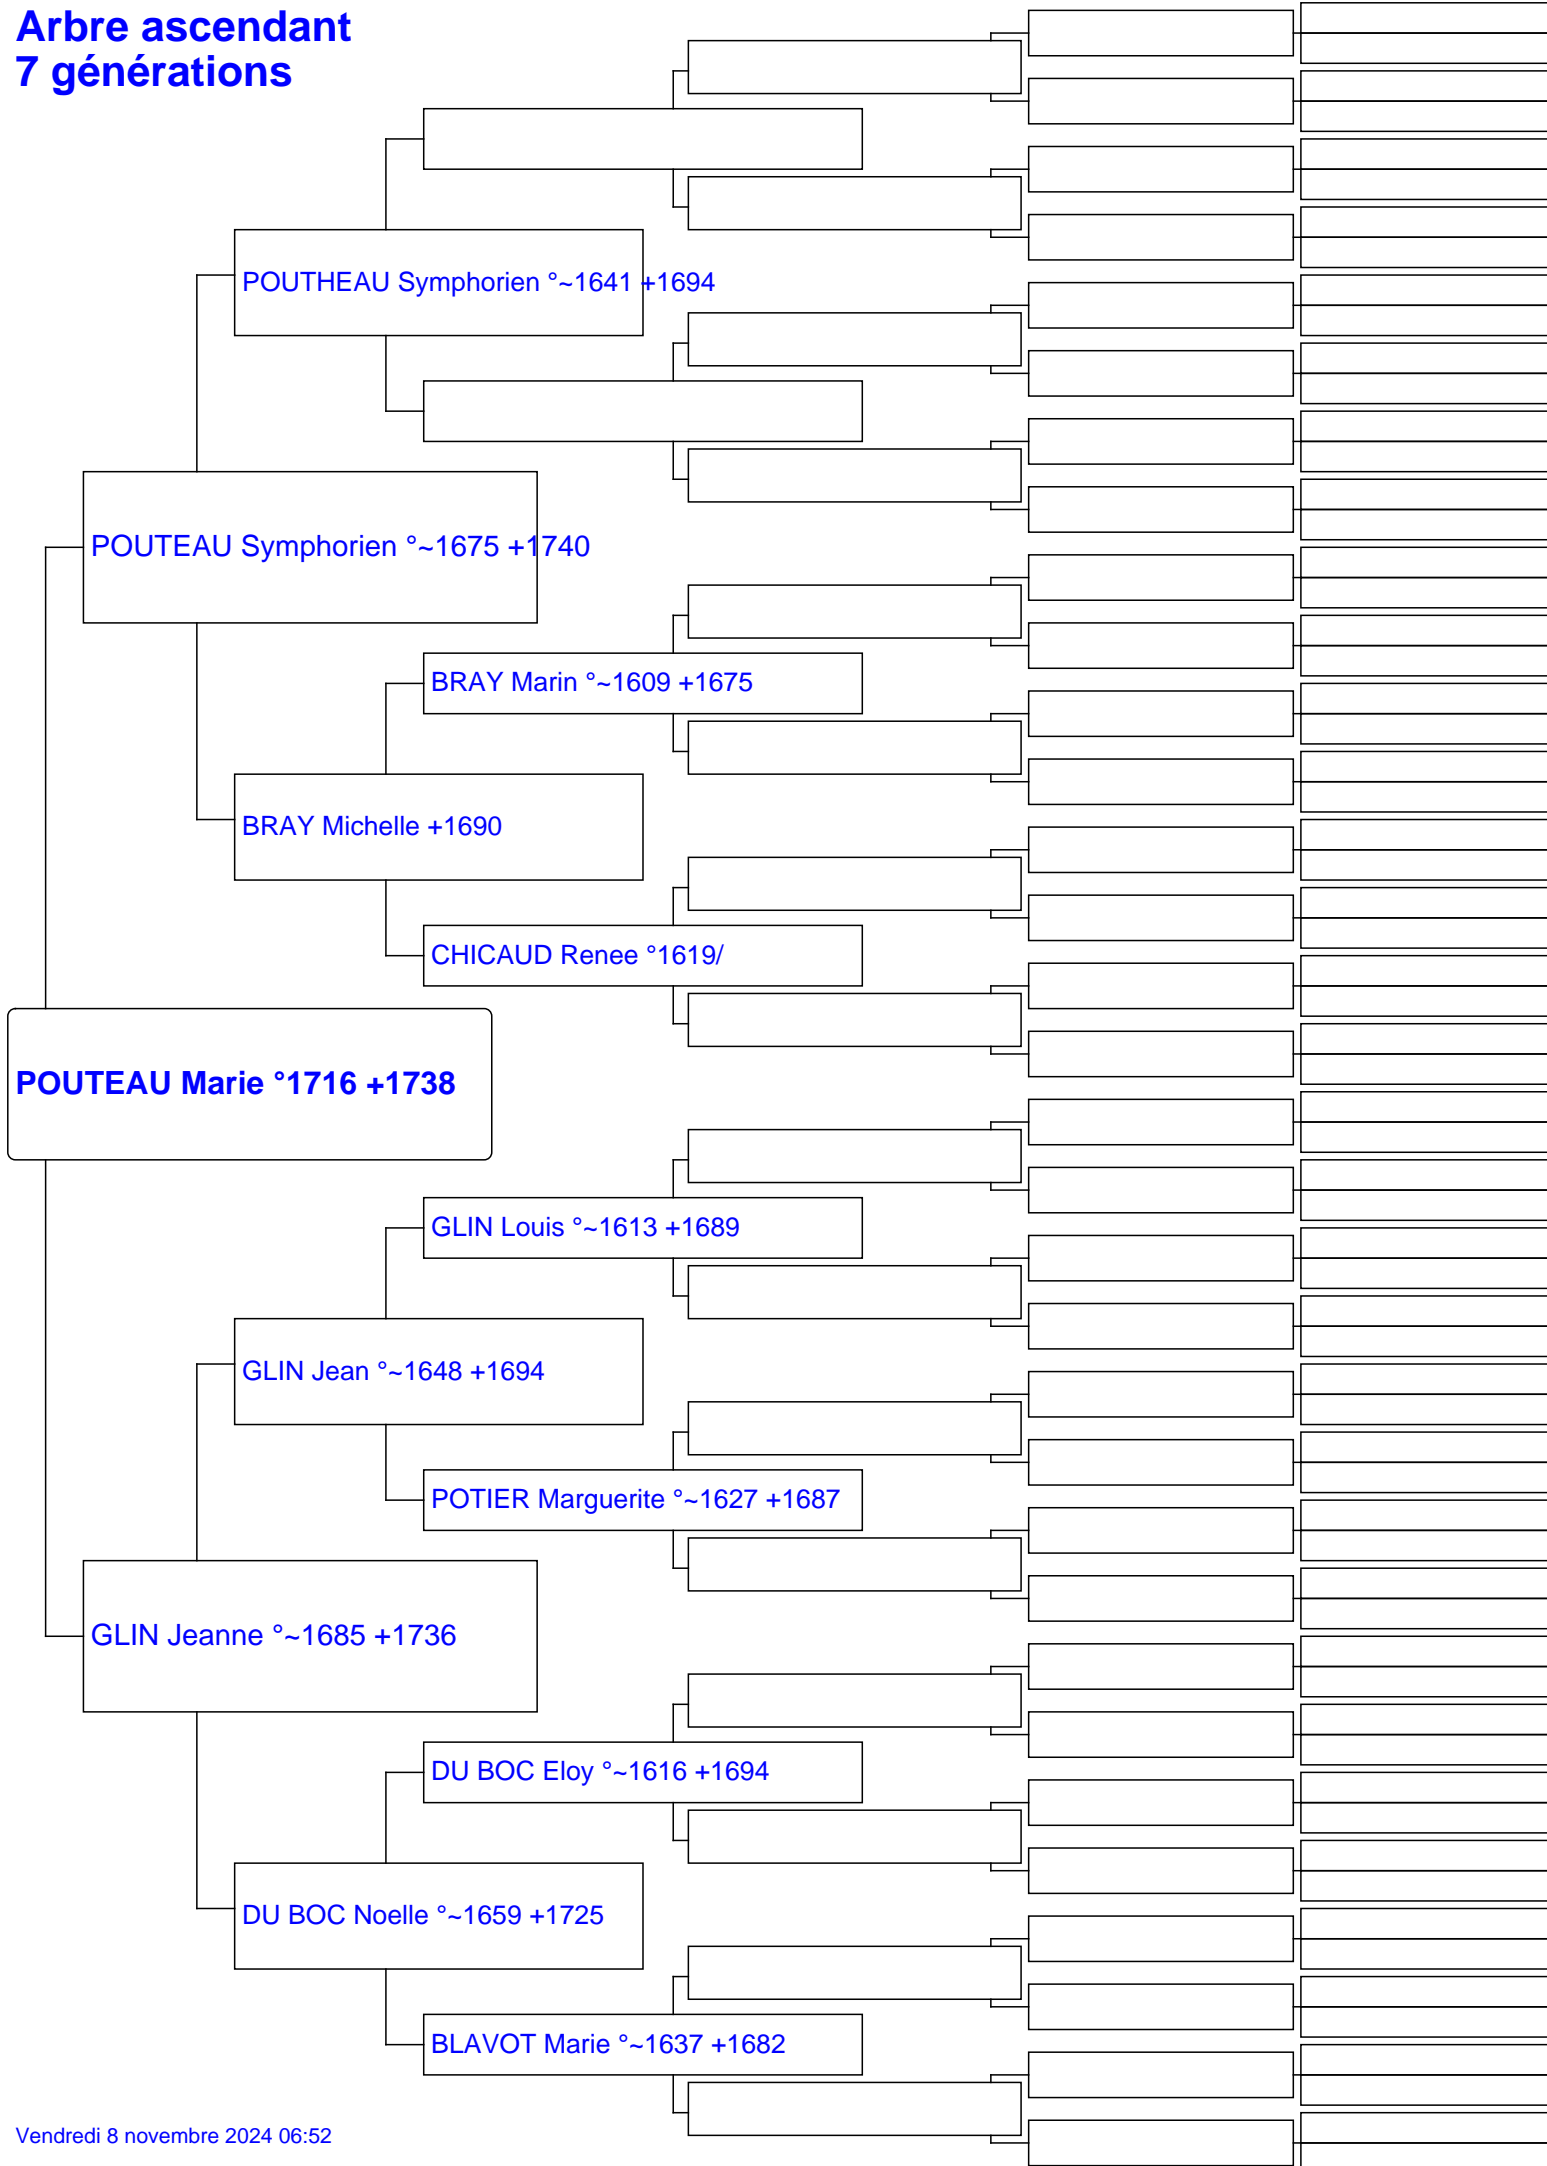 Arbre ascendant
7 générations
POUTHEAU Symphorien °~1641 +1694
POUTEAU Symphorien °~1675 +1740
BRAY Marin °~1609 +1675
BRAY Michelle +1690
CHICAUD Renee °1619/
POUTEAU Marie °1716 +1738
GLIN Louis °~1613 +1689
GLIN Jean °~1648 +1694
POTIER Marguerite °~1627 +1687
GLIN Jeanne °~1685 +1736
DU BOC Eloy °~1616 +1694
DU BOC Noelle °~1659 +1725
BLAVOT Marie °~1637 +1682
Vendredi 8 novembre 2024 06:52